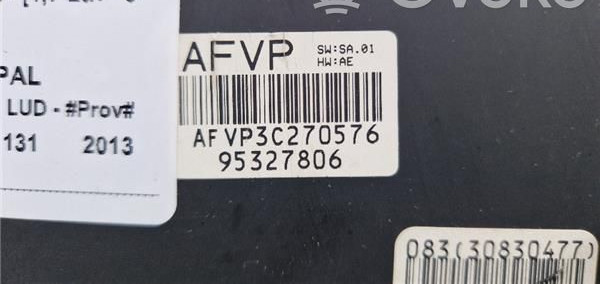 AFVP
SW:SA.01
HW:AE
AFVP3C270576
95327806
PAL
LUD - #Prov#
131 2013
083(30830477)